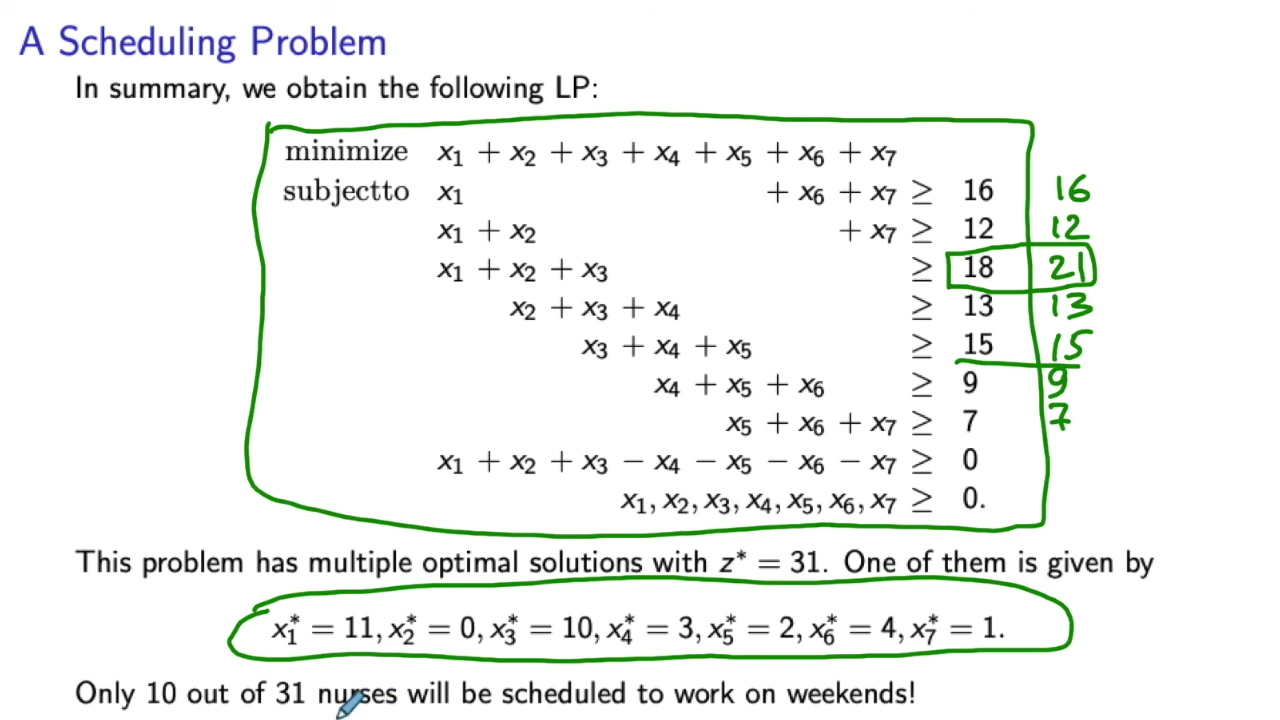 A Scheduling Problem
In summary, we obtain the following LP:
minimize x₁ + x₂ + x₃ + x₄ + x₅ + x₆ + x₇
subjectto x₁ + x₆ + x₇ ≥ 16 16
x₁ + x₂ + x₇ ≥ 12 12
x₁ + x₂ + x₃ ≥ 18 21
x₂ + x₃ + x₄ ≥ 13 13
x₃ + x₄ + x₅ ≥ 15 15
x₄ + x₅ + x₆ ≥ 9 9
x₅ + x₆ + x₇ ≥ 7 7
x₁ + x₂ + x₃ − x₄ − x₅ − x₆ − x₇ ≥ 0
x₁, x₂, x₃, x₄, x₅, x₆, x₇ ≥ 0.
This problem has multiple optimal solutions with z* = 31. One of them is given by
x₁* = 11, x₂* = 0, x₃* = 10, x₄* = 3, x₅* = 2, x₆* = 4, x₇* = 1.
Only 10 out of 31 nurses will be scheduled to work on weekends!